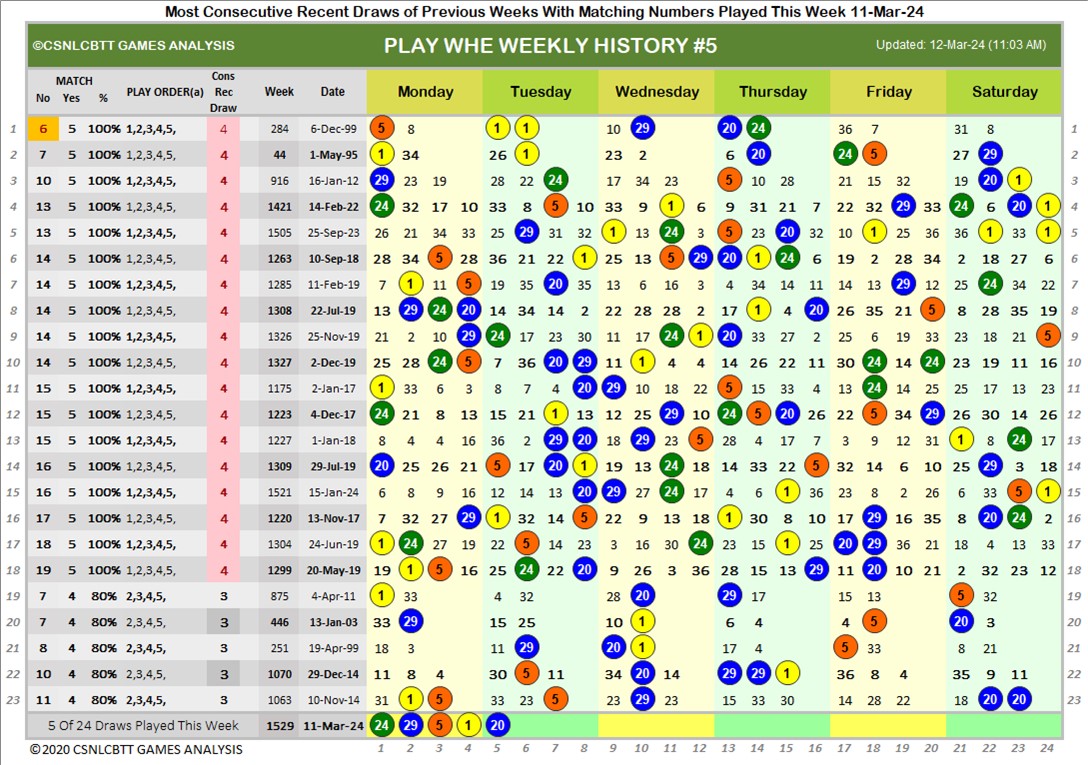 Most Consecutive Recent Draws of Previous Weeks With Matching Numbers Played This Week 11-Mar-24
©CSNLCBTT GAMES ANALYSIS PLAY WHE WEEKLY HISTORY #5 Updated: 12-Mar-24 (11:03 AM)
MATCH No Yes % PLAY ORDER(a) Cons Rec Draw Week Date Monday Tuesday Wednesday Thursday Friday Saturday
1 6 5 100% 1,2,3,4,5, 4 284 6-Dec-99 5 8 1 1 10 29 20 24 36 7 31 8 1
2 7 5 100% 1,2,3,4,5, 4 44 1-May-95 1 34 26 1 23 2 6 20 24 5 27 29 2
3 10 5 100% 1,2,3,4,5, 4 916 16-Jan-12 29 23 19 28 22 24 17 34 23 5 10 28 21 15 32 19 20 1 3
4 13 5 100% 1,2,3,4,5, 4 1421 14-Feb-22 24 32 17 10 33 8 5 10 33 9 1 6 9 31 21 7 22 32 29 33 24 6 20 1 4
5 13 5 100% 1,2,3,4,5, 4 1505 25-Sep-23 26 21 34 33 25 29 31 32 1 13 24 3 5 23 20 32 10 1 25 36 36 1 33 1 5
6 14 5 100% 1,2,3,4,5, 4 1263 10-Sep-18 28 34 5 28 36 21 22 1 25 13 5 29 20 1 24 6 19 2 28 34 2 18 27 6 6
7 14 5 100% 1,2,3,4,5, 4 1285 11-Feb-19 7 1 11 5 19 35 20 35 13 6 16 3 4 34 14 11 14 13 29 12 25 24 34 22 7
8 14 5 100% 1,2,3,4,5, 4 1308 22-Jul-19 13 29 24 20 14 34 14 2 22 28 28 2 17 1 4 20 26 35 21 5 8 28 35 19 8
9 14 5 100% 1,2,3,4,5, 4 1326 25-Nov-19 21 2 10 29 24 17 23 30 11 17 24 1 20 33 27 2 25 6 19 33 23 18 21 5 9
10 14 5 100% 1,2,3,4,5, 4 1327 2-Dec-19 25 28 24 5 7 36 20 29 11 1 4 4 14 26 22 11 30 24 14 20 23 19 11 16 10
11 15 5 100% 1,2,3,4,5, 4 1175 2-Jan-17 1 33 6 3 8 7 4 20 29 10 18 22 5 15 33 4 13 24 14 25 25 17 13 23 11
12 15 5 100% 1,2,3,4,5, 4 1223 4-Dec-17 24 21 8 13 15 21 1 13 12 25 29 10 24 5 20 26 22 5 34 29 26 30 14 26 12
13 15 5 100% 1,2,3,4,5, 4 1227 1-Jan-18 8 4 4 16 36 2 29 20 18 29 23 5 28 4 17 7 3 9 12 31 1 8 24 17 13
14 16 5 100% 1,2,3,4,5, 4 1309 29-Jul-19 20 25 26 21 5 17 20 1 19 13 24 18 14 33 22 5 32 14 6 10 25 29 3 18 14
15 16 5 100% 1,2,3,4,5, 4 1521 15-Jan-24 6 8 9 16 12 14 13 20 29 27 24 17 4 6 1 36 23 8 2 26 6 33 5 1 15
16 17 5 100% 1,2,3,4,5, 4 1220 13-Nov-17 7 32 27 29 1 32 14 5 22 9 13 18 1 30 8 10 17 29 16 35 8 20 24 2 16
17 18 5 100% 1,2,3,4,5, 4 1304 24-Jun-19 1 24 27 19 22 5 14 23 3 16 30 24 23 15 1 25 20 29 36 21 18 4 13 33 17
18 19 5 100% 1,2,3,4,5, 4 1299 20-May-19 19 1 5 16 25 24 22 20 9 26 3 36 28 15 13 29 11 20 10 21 2 32 23 12 18
19 7 4 80% 2,3,4,5, 3 875 4-Apr-11 1 33 4 32 28 20 29 17 15 13 5 32 19
20 7 4 80% 2,3,4,5, 3 446 13-Jan-03 33 29 15 25 10 1 6 4 4 5 20 3 20
21 8 4 80% 2,3,4,5, 3 251 19-Apr-99 18 3 11 29 20 1 17 4 5 33 8 21 21
22 10 4 80% 2,3,4,5, 3 1070 29-Dec-14 11 8 4 30 5 11 34 20 14 29 29 1 36 8 4 35 9 11 22
23 11 4 80% 2,3,4,5, 3 1063 10-Nov-14 31 1 5 33 23 5 23 29 23 15 33 30 14 28 22 18 20 20 23
5 Of 24 Draws Played This Week 1529 11-Mar-24 24 29 5 1 20
© 2020 CSNLCBTT GAMES ANALYSIS 1 2 3 4 5 6 7 8 9 10 11 12 13 14 15 16 17 18 19 20 21 22 23 24